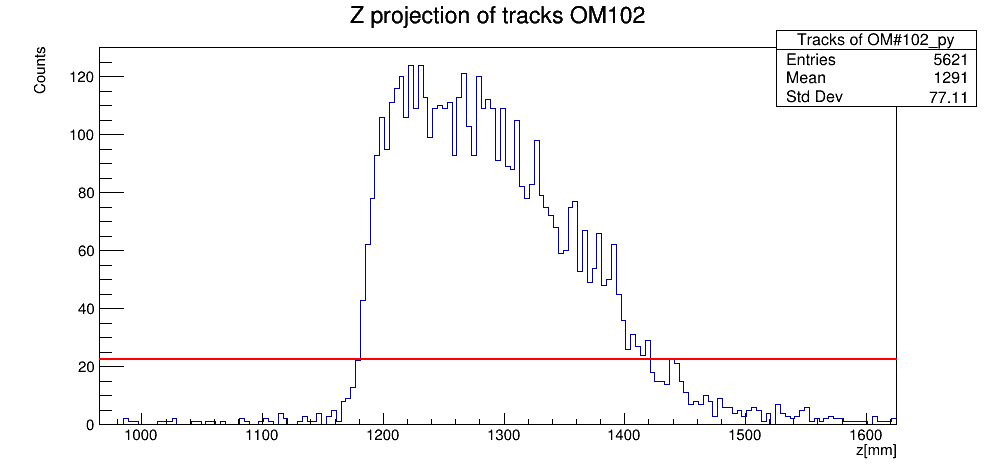 Z projection of tracks OM102
Tracks of OM#102_py
Entries 5621
Mean 1291
Std Dev 77.11
Counts
120
100
80
60
40
20
0
1000 1100 1200 1300 1400 1500 1600
z[mm]